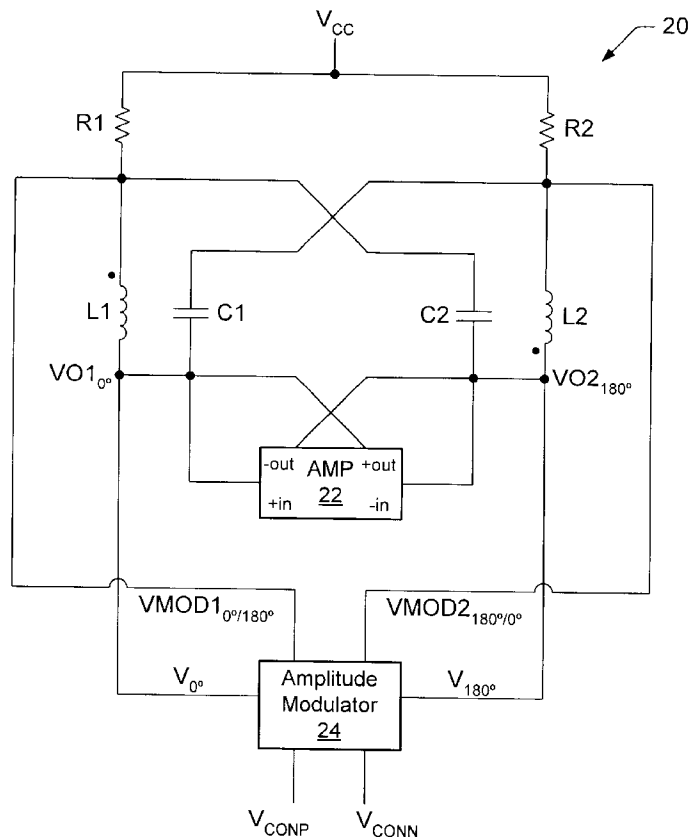 V_CC
20
R1
R2
L1
C1
C2
L2
VO1_0°
VO2_180°
-out AMP +out
22
+in -in
VMOD1_0°/180°
VMOD2_180°/0°
V_0°
Amplitude
Modulator
24
V_180°
V_CONP
V_CONN